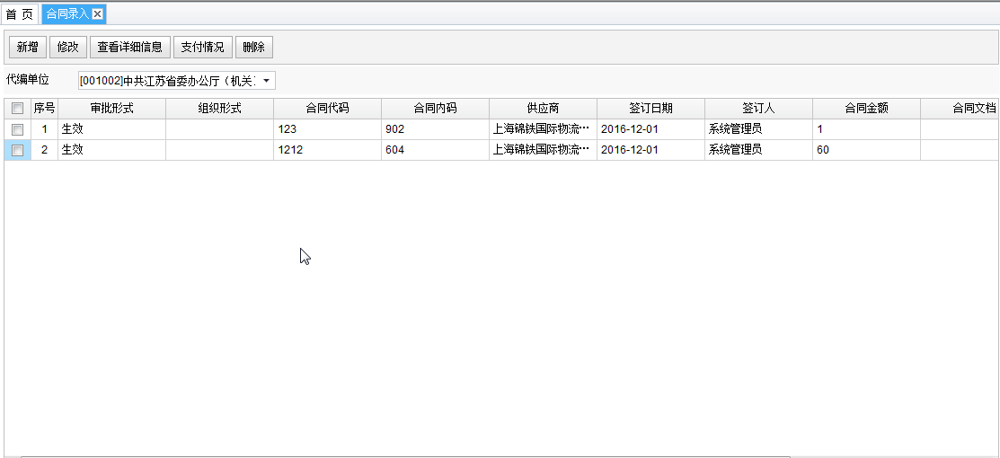 首 页 合同录入
新增 修改 查看详细信息 支付情况 删除
代编单位 [001002]中共江苏省委办公厅（机关
序号 审批形式 组织形式 合同代码 合同内码 供应商 签订日期 签订人 合同金额 合同文档
1 生效 123 902 上海锦铁国际物流… 2016-12-01 系统管理员 1
2 生效 1212 604 上海锦铁国际物流… 2016-12-01 系统管理员 60